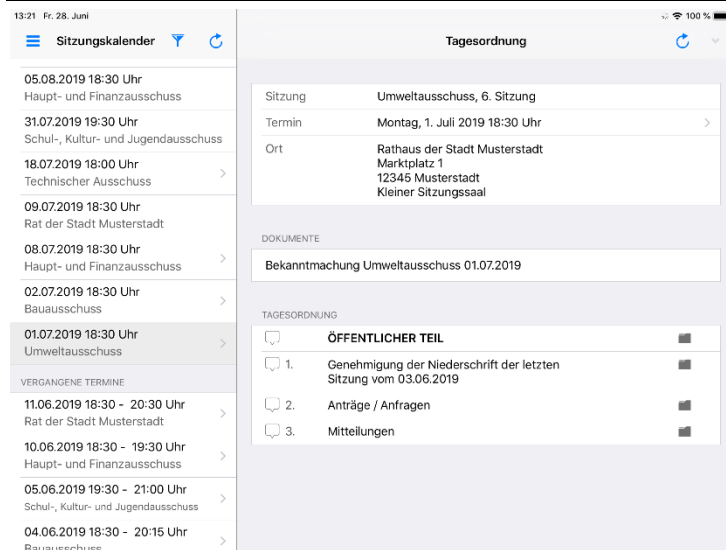 13:21 Fr. 28. Juni
100 %
Sitzungskalender
Tagesordnung
05.08.2019 18:30 Uhr
Haupt- und Finanzausschuss
31.07.2019 19:30 Uhr
Schul-, Kultur- und Jugendausschuss
18.07.2019 18:00 Uhr
Technischer Ausschuss
09.07.2019 18:30 Uhr
Rat der Stadt Musterstadt
08.07.2019 18:30 Uhr
Haupt- und Finanzausschuss
02.07.2019 18:30 Uhr
Bauausschuss
01.07.2019 18:30 Uhr
Umweltausschuss
VERGANGENE TERMINE
11.06.2019 18:30 - 20:30 Uhr
Rat der Stadt Musterstadt
10.06.2019 18:30 - 19:30 Uhr
Haupt- und Finanzausschuss
05.06.2019 19:30 - 21:00 Uhr
Schul-, Kultur- und Jugendausschuss
04.06.2019 18:30 - 20:15 Uhr
Bauausschuss
Sitzung Umweltausschuss, 6. Sitzung
Termin Montag, 1. Juli 2019 18:30 Uhr
Ort Rathaus der Stadt Musterstadt
Marktplatz 1
12345 Musterstadt
Kleiner Sitzungssaal
DOKUMENTE
Bekanntmachung Umweltausschuss 01.07.2019
TAGESORDNUNG
ÖFFENTLICHER TEIL
1. Genehmigung der Niederschrift der letzten
Sitzung vom 03.06.2019
2. Anträge / Anfragen
3. Mitteilungen